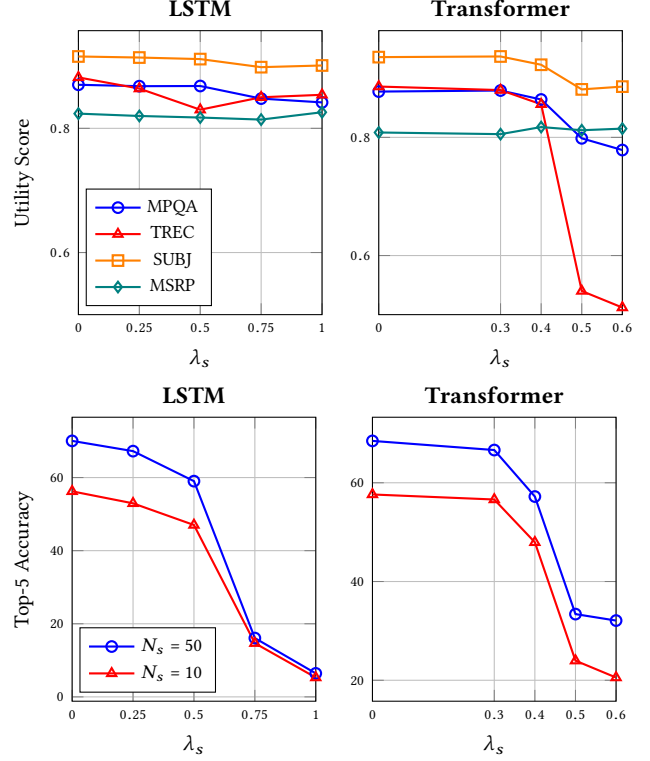 LSTM
Transformer
Utility Score
0.8
0.6
MPQA
TREC
SUBJ
MSRP
0 0.25 0.5 0.75 1
λs
0.8
0.6
0 0.3 0.4 0.5 0.6
λs
LSTM
Transformer
Top-5 Accuracy
60
40
20
0
Ns = 50
Ns = 10
0 0.25 0.5 0.75 1
λs
60
40
20
0 0.3 0.4 0.5 0.6
λs